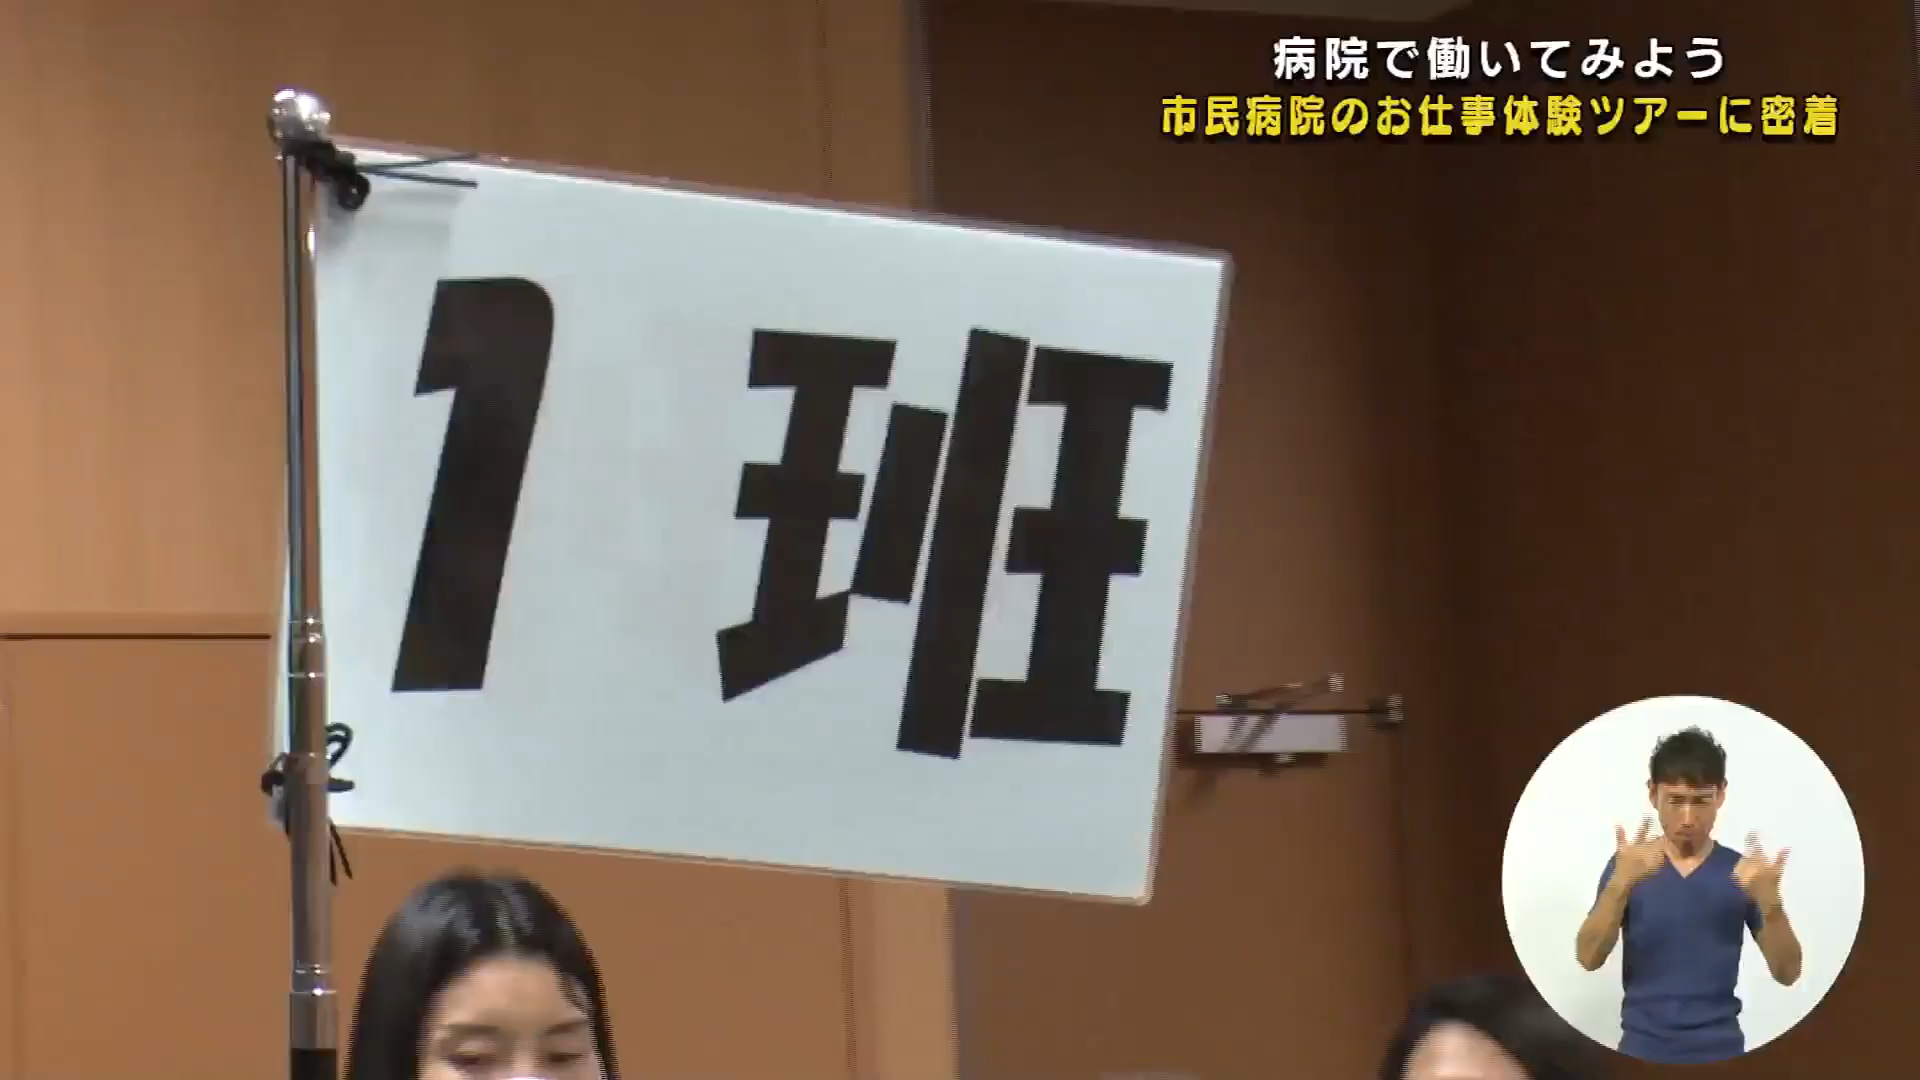 病院で働いてみよう
市民病院のお仕事体験ツアーに密着
1 班